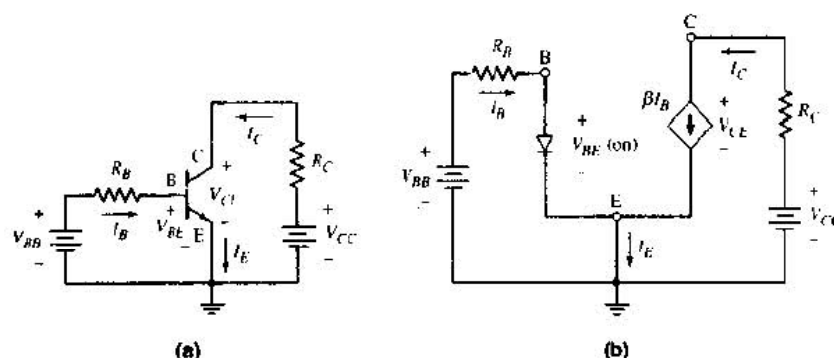 C
I_C
R_C
R_B
B
C
+
V_CE
−
I_B
+
V_BE
−
E
+
V_BB
−
I_E
+
V_CC
−
(a)
R_B
B
i_B
+
V_BE (on)
−
+
V_BB
−
E
I_E
C
I_C
βI_B
+
V_CE
−
R_C
+
V_CC
−
(b)